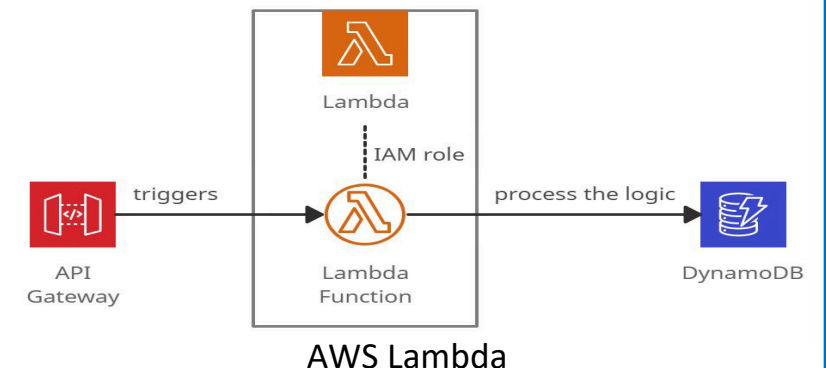 Lambda
IAM role
triggers
process the logic
</>
API
Gateway
Lambda
Function
DynamoDB
AWS Lambda